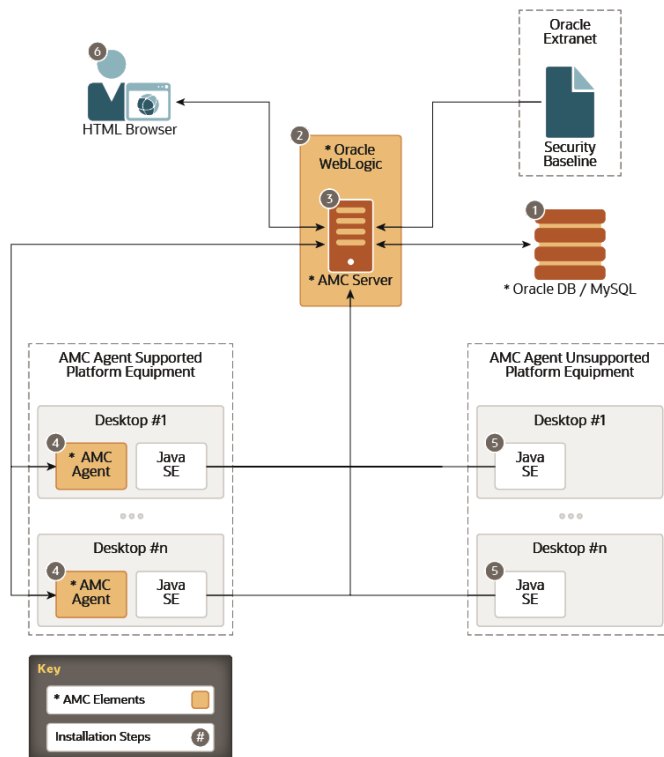 6
HTML Browser
Oracle
Extranet
Security
Baseline
2
* Oracle
WebLogic
3
* AMC Server
1
* Oracle DB / MySQL
AMC Agent Supported
Platform Equipment
Desktop #1
4
* AMC
Agent
Java
SE
Desktop #n
4
* AMC
Agent
Java
SE
AMC Agent Unsupported
Platform Equipment
Desktop #1
5
Java
SE
Desktop #n
5
Java
SE
Key
* AMC Elements
Installation Steps #